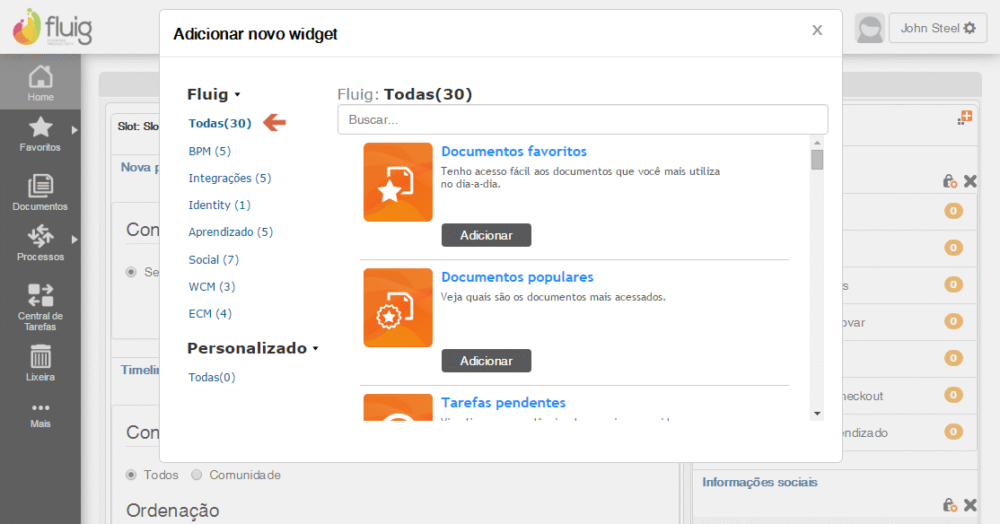 fluig
Adicionar novo widget
X
John Steel
Home
Favoritos
Documentos
Processos
Central de
Tarefas
Lixeira
Mais
Slot: Slo
Nova p
Con
Se
Timelin
Con
Todos
Comunidade
Ordenação
Fluig
Todas(30)
BPM (5)
Integrações (5)
Identity (1)
Aprendizado (5)
Social (7)
WCM (3)
ECM (4)
Personalizado
Todas(0)
Fluig: Todas(30)
Buscar...
Documentos favoritos
Tenho acesso fácil aos documentos que você mais utiliza
no dia-a-dia.
Adicionar
Documentos populares
Veja quais são os documentos mais acessados.
Adicionar
Tarefas pendentes
0
0
s 0
ovar 0
0
heckout 0
ndizado 0
Informações sociais